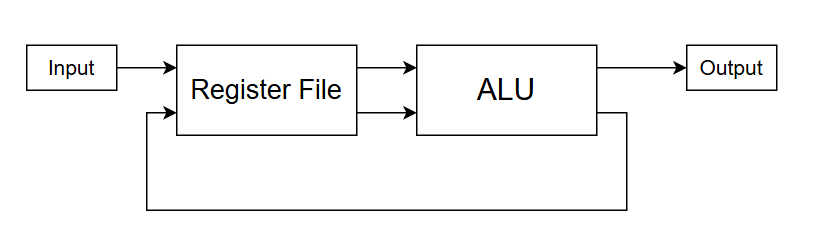 Input
Register File
ALU
Output